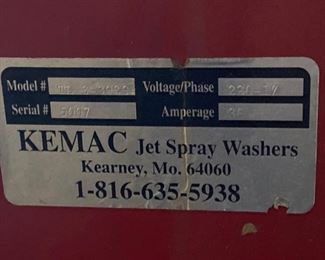 Model # Voltage/Phase
Serial # Amperage
KEMAC Jet Spray Washers
Kearney, Mo. 64060
1-816-635-5938